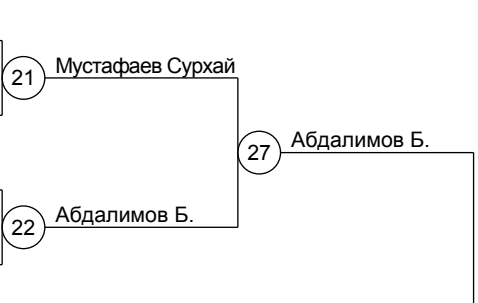 21 Мустафаев Сурхай
27 Абдалимов Б.
22 Абдалимов Б.